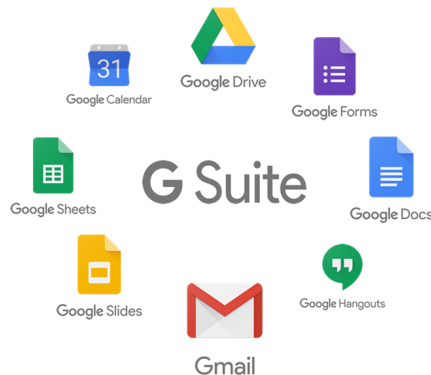 Google Drive
31
Google Calendar
Google Forms
G Suite
Google Sheets
Google Docs
Google Slides
Google Hangouts
Gmail